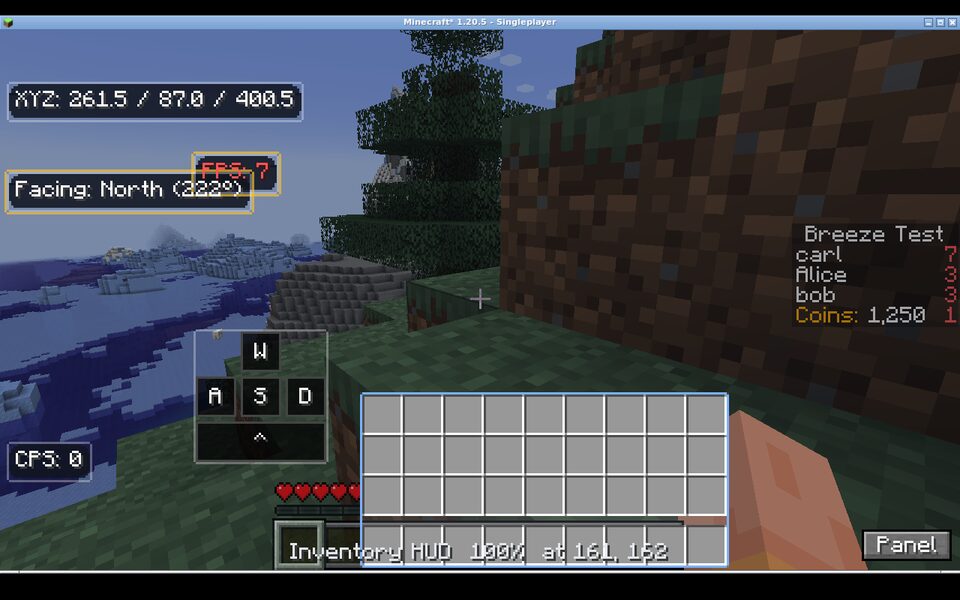 Minecraft* 1.20.5 - Singleplayer
XYZ: 261.5 / 87.0 / 400.5
FPS: 7
Facing: North (222°)
Breeze Test
carl 7
Alice 3
bob 3
Coins: 1,250 1
W
A S D
^
CPS: 0
Inventory HUD 100% at 161, 162
Panel